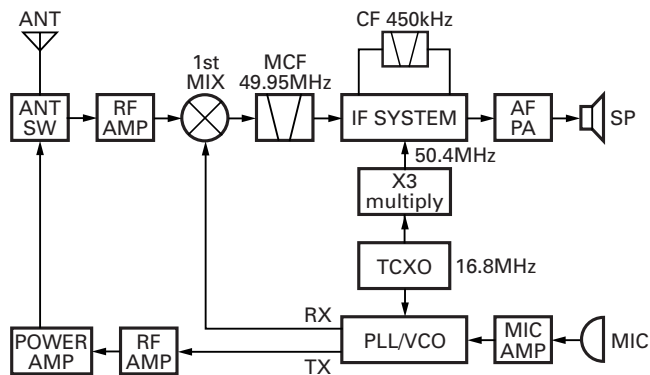 ANT
CF 450kHz
1st
MIX
MCF
49.95MHz
ANT
SW
RF
AMP
IF SYSTEM
AF
PA
SP
50.4MHz
X3
multiply
TCXO
16.8MHz
RX
PLL/VCO
MIC
AMP
MIC
POWER
AMP
RF
AMP
TX